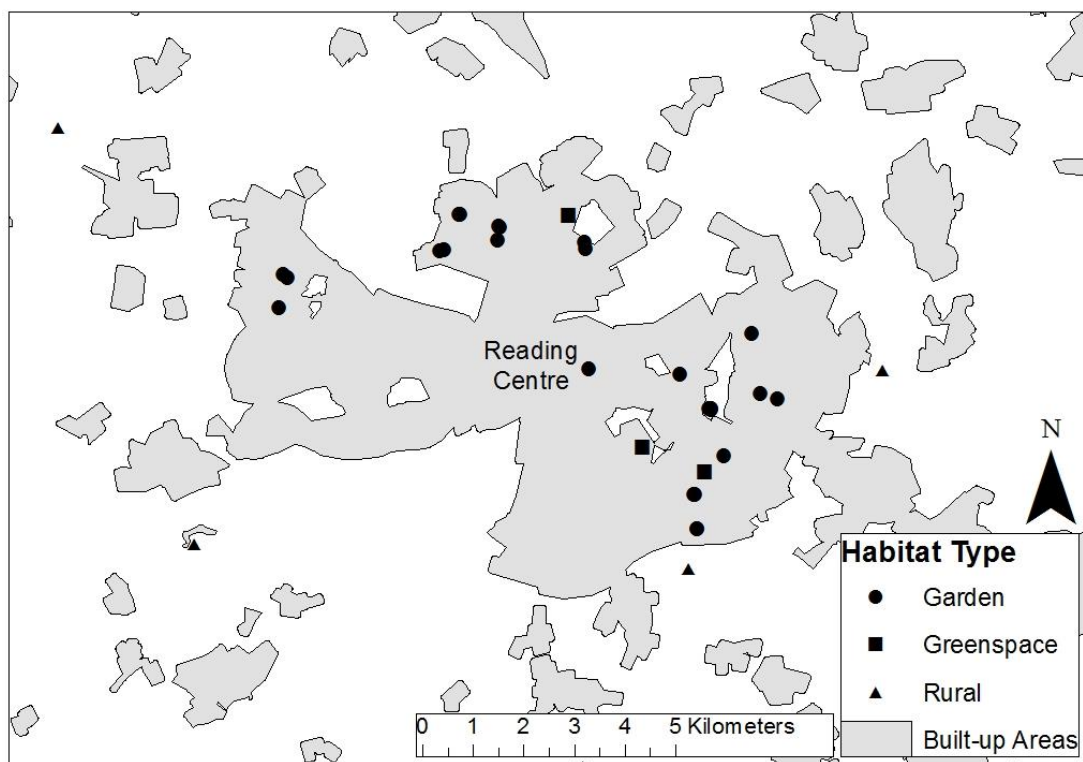 Reading
Centre
N
Habitat Type
Garden
Greenspace
Rural
Built-up Areas
0 1 2 3 4 5 Kilometers